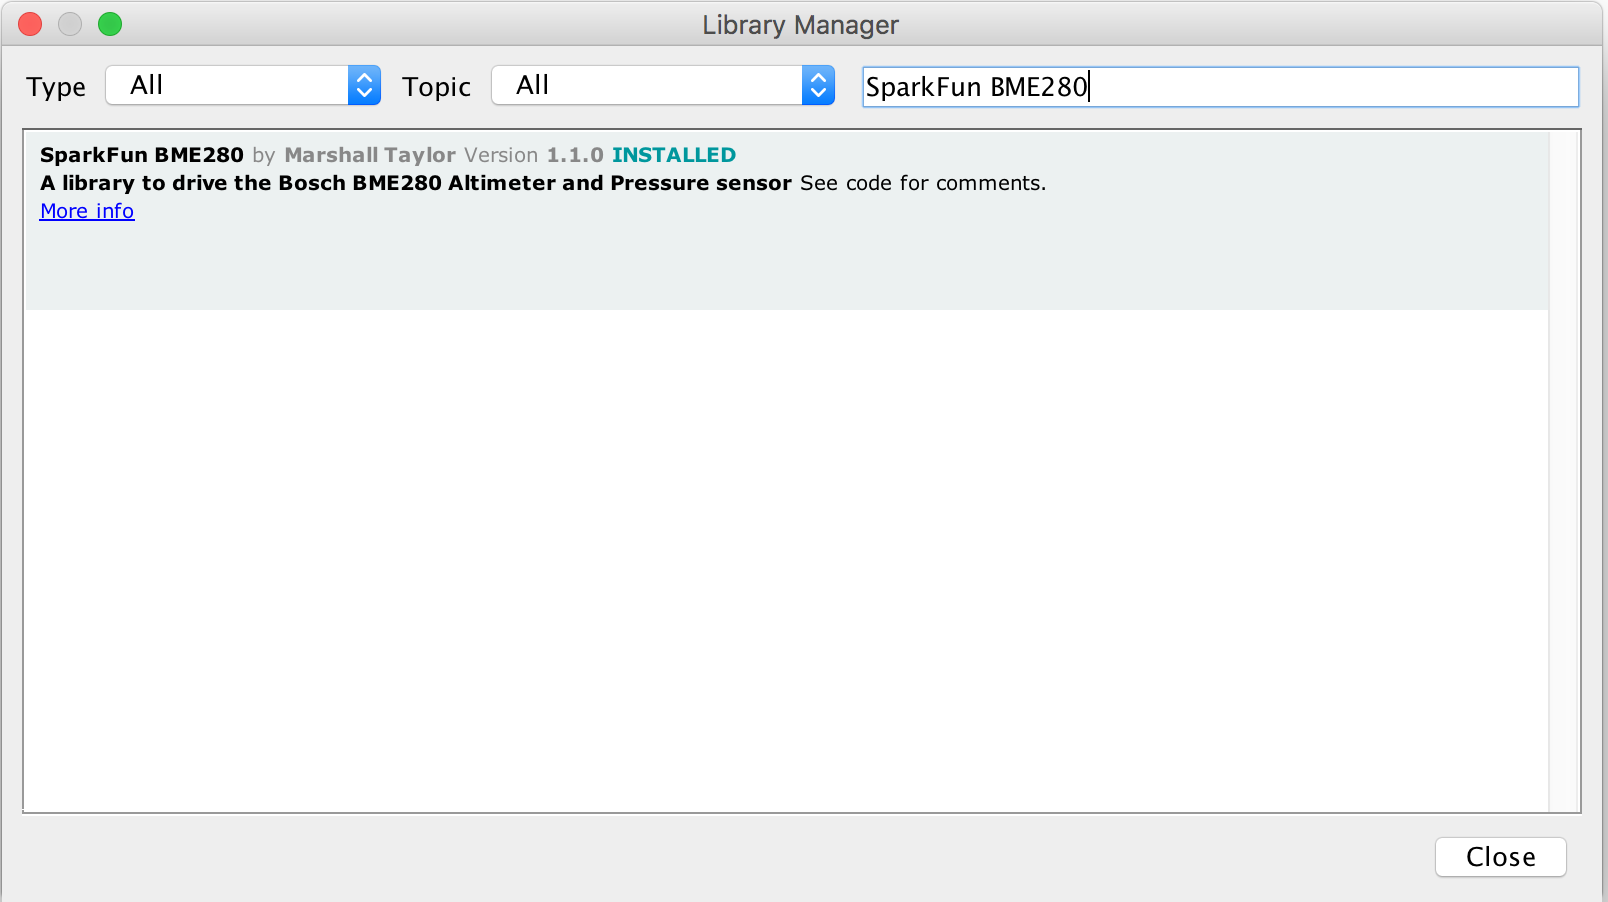 Library Manager
Type All Topic All SparkFun BME280
SparkFun BME280 by Marshall Taylor Version 1.1.0 INSTALLED
A library to drive the Bosch BME280 Altimeter and Pressure sensor See code for comments.
More info
Close